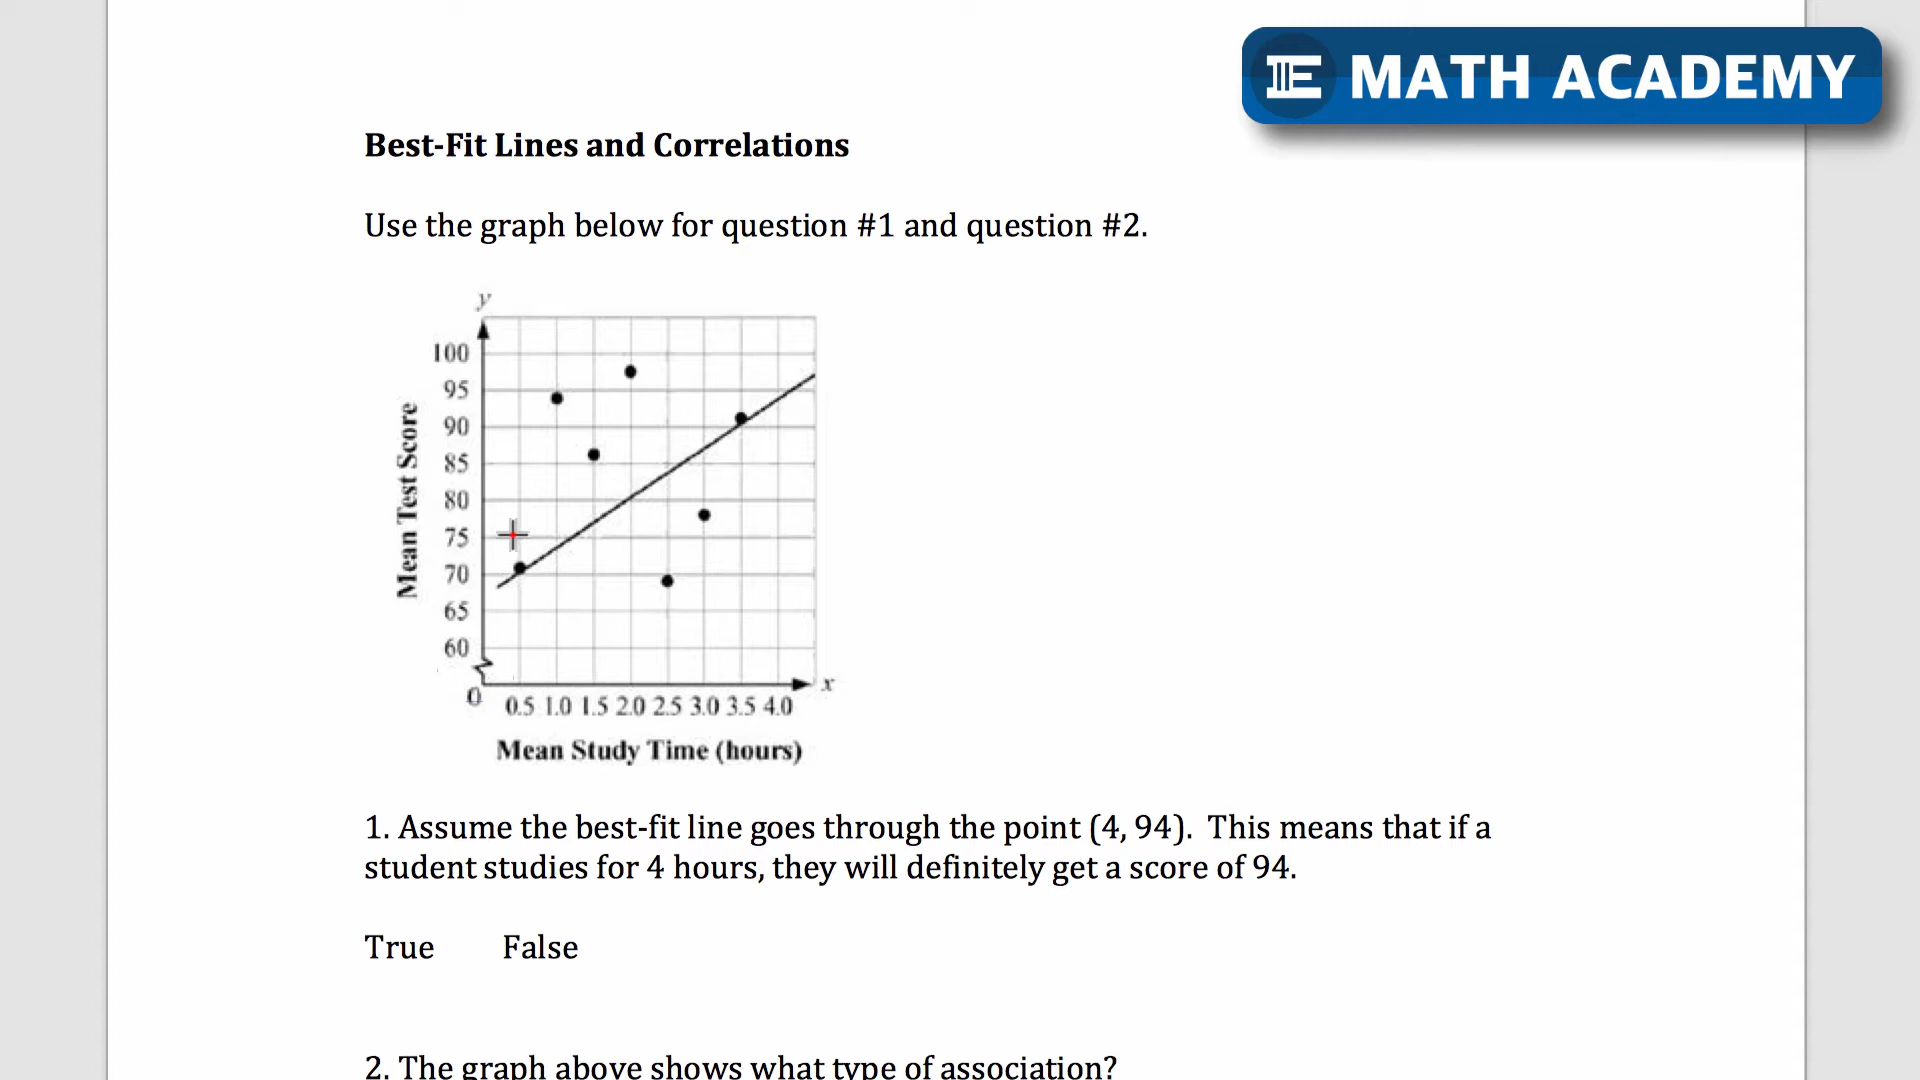 MATH ACADEMY
Best-Fit Lines and Correlations
Use the graph below for question #1 and question #2.
y
100
95
90
85
80
75
70
65
60
0
Mean Test Score
x
0.5 1.0 1.5 2.0 2.5 3.0 3.5 4.0
Mean Study Time (hours)
1. Assume the best-fit line goes through the point (4, 94). This means that if a
student studies for 4 hours, they will definitely get a score of 94.
True False
2. The graph above shows what type of association?